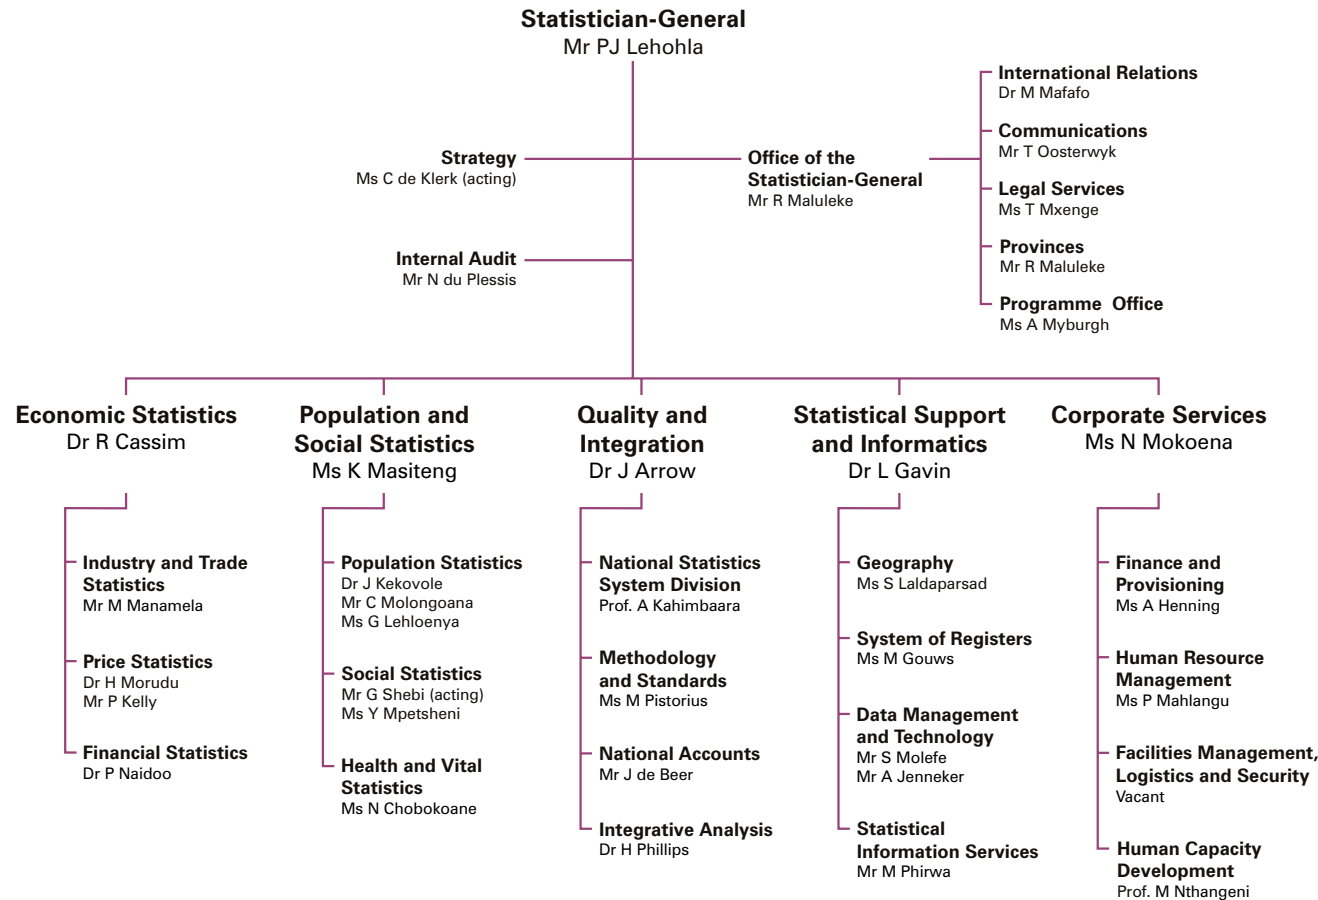 Statistician-General
Mr PJ Lehohla
Strategy
Ms C de Klerk (acting)
Internal Audit
Mr N du Plessis
Office of the
Statistician-General
Mr R Maluleke
International Relations
Dr M Mafafo
Communications
Mr T Oosterwyk
Legal Services
Ms T Mxenge
Provinces
Mr R Maluleke
Programme Office
Ms A Myburgh
Economic Statistics
Dr R Cassim
Industry and Trade
Statistics
Mr M Manamela
Price Statistics
Dr H Morudu
Mr P Kelly
Financial Statistics
Dr P Naidoo
Population and
Social Statistics
Ms K Masiteng
Population Statistics
Dr J Kekovole
Mr C Molongoana
Ms G Lehloenya
Social Statistics
Mr G Shebi (acting)
Ms Y Mpetsheni
Health and Vital
Statistics
Ms N Chobokoane
Quality and
Integration
Dr J Arrow
National Statistics
System Division
Prof. A Kahimbaara
Methodology
and Standards
Ms M Pistorius
National Accounts
Mr J de Beer
Integrative Analysis
Dr H Phillips
Statistical Support
and Informatics
Dr L Gavin
Geography
Ms S Laldaparsad
System of Registers
Ms M Gouws
Data Management
and Technology
Mr S Molefe
Mr A Jenneker
Statistical
Information Services
Mr M Phirwa
Corporate Services
Ms N Mokoena
Finance and
Provisioning
Ms A Henning
Human Resource
Management
Ms P Mahlangu
Facilities Management,
Logistics and Security
Vacant
Human Capacity
Development
Prof. M Nthangeni